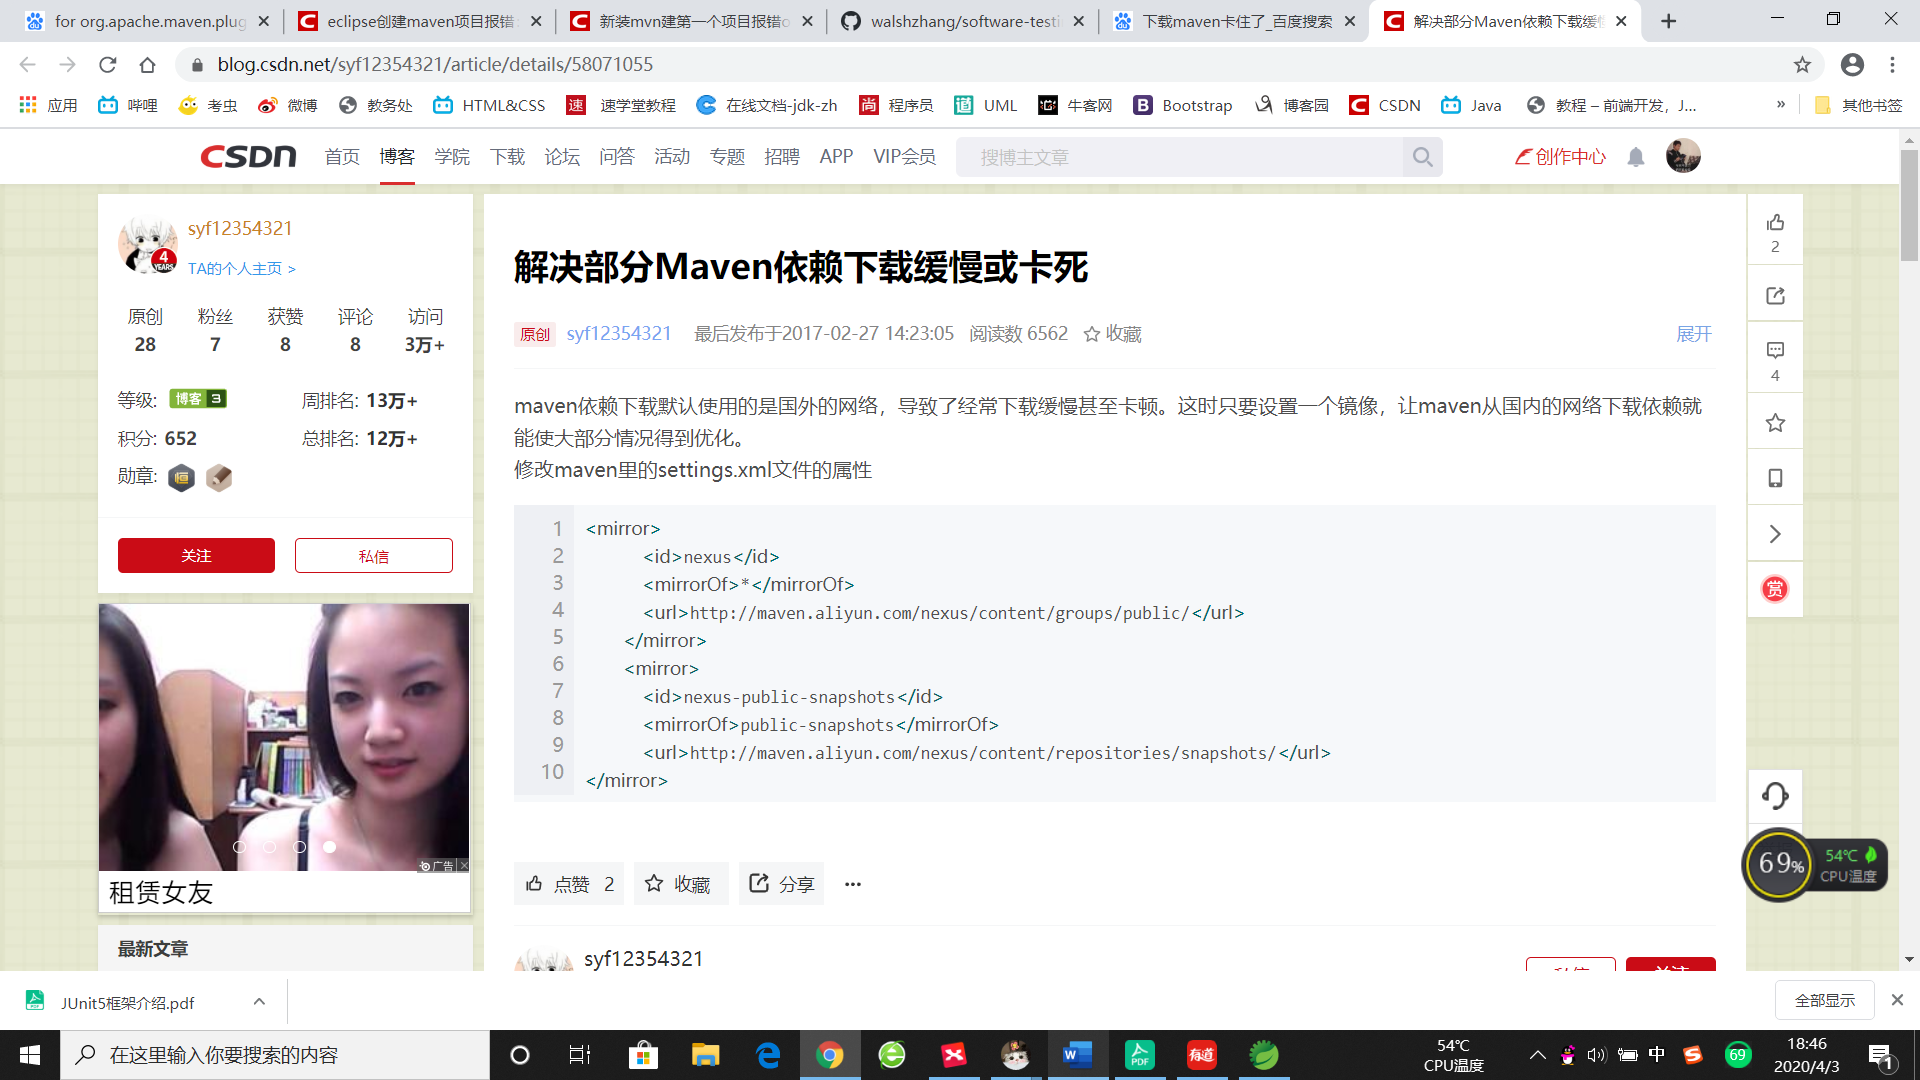 for org.apache.maven.plug
eclipse创建maven项目报错
新装mvn建第一个项目报错
walshzhang/software-testi
下载maven卡住了_百度搜索
解决部分Maven依赖下载缓慢
blog.csdn.net/syf12354321/article/details/58071055
应用 哔哩 考虫 微博 教务处 HTML&CSS 速学堂教程 在线文档-jdk-zh 程序员 UML 牛客网 Bootstrap 博客园 CSDN Java 教程 – 前端开发，J... » 其他书签
CSDN 首页 博客 学院 下载 论坛 问答 活动 专题 招聘 APP VIP会员 搜博主文章 创作中心
syf12354321
4 YEARS
TA的个人主页 >
原创 粉丝 获赞 评论 访问
28 7 8 8 3万+
等级: 博客 3 周排名: 13万+
积分: 652 总排名: 12万+
勋章:
关注 私信
广告
租赁女友
最新文章
解决部分Maven依赖下载缓慢或卡死
原创 syf12354321 最后发布于2017-02-27 14:23:05 阅读数 6562 收藏 展开
maven依赖下载默认使用的是国外的网络，导致了经常下载缓慢甚至卡顿。这时只要设置一个镜像，让maven从国内的网络下载依赖就
能使大部分情况得到优化。
修改maven里的settings.xml文件的属性
1 <mirror>
2 <id>nexus</id>
3 <mirrorOf>*</mirrorOf>
4 <url>http://maven.aliyun.com/nexus/content/groups/public/</url>
5 </mirror>
6 <mirror>
7 <id>nexus-public-snapshots</id>
8 <mirrorOf>public-snapshots</mirrorOf>
9 <url>http://maven.aliyun.com/nexus/content/repositories/snapshots/</url>
10 </mirror>
点赞 2 收藏 分享 •••
syf12354321
私信 关注
2
4
赏
69% 54℃
CPU温度
JUnit5框架介绍.pdf
全部显示
在这里输入你要搜索的内容
54℃
CPU温度
中
69
18:46
2020/4/3
1